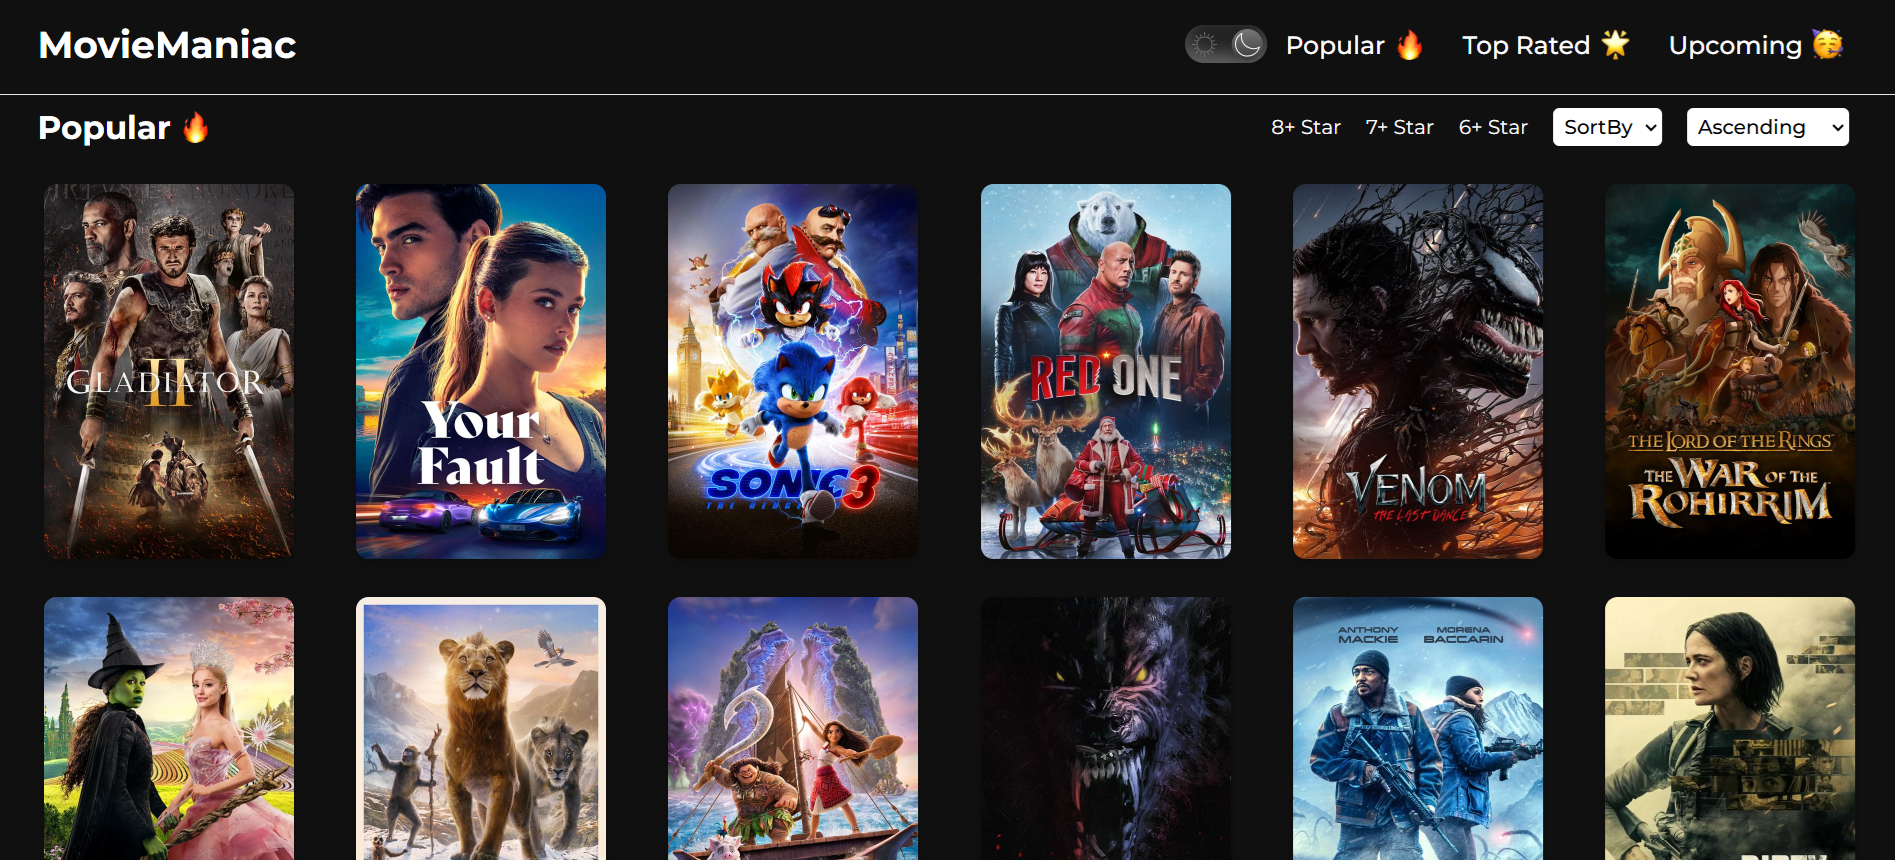 MovieManiac
Popular 🔥
Top Rated 🌟
Upcoming 🥳
Popular 🔥
8+ Star
7+ Star
6+ Star
SortBy
Ascending
GLADIATOR
II
Your
Fault
SONIC 3
RED ONE
VENOM
THE LAST DANCE
THE LORD OF THE RINGS
THE WAR OF THE
ROHIRRIM
ANTHONY MACKIE
MORENA BACCARIN